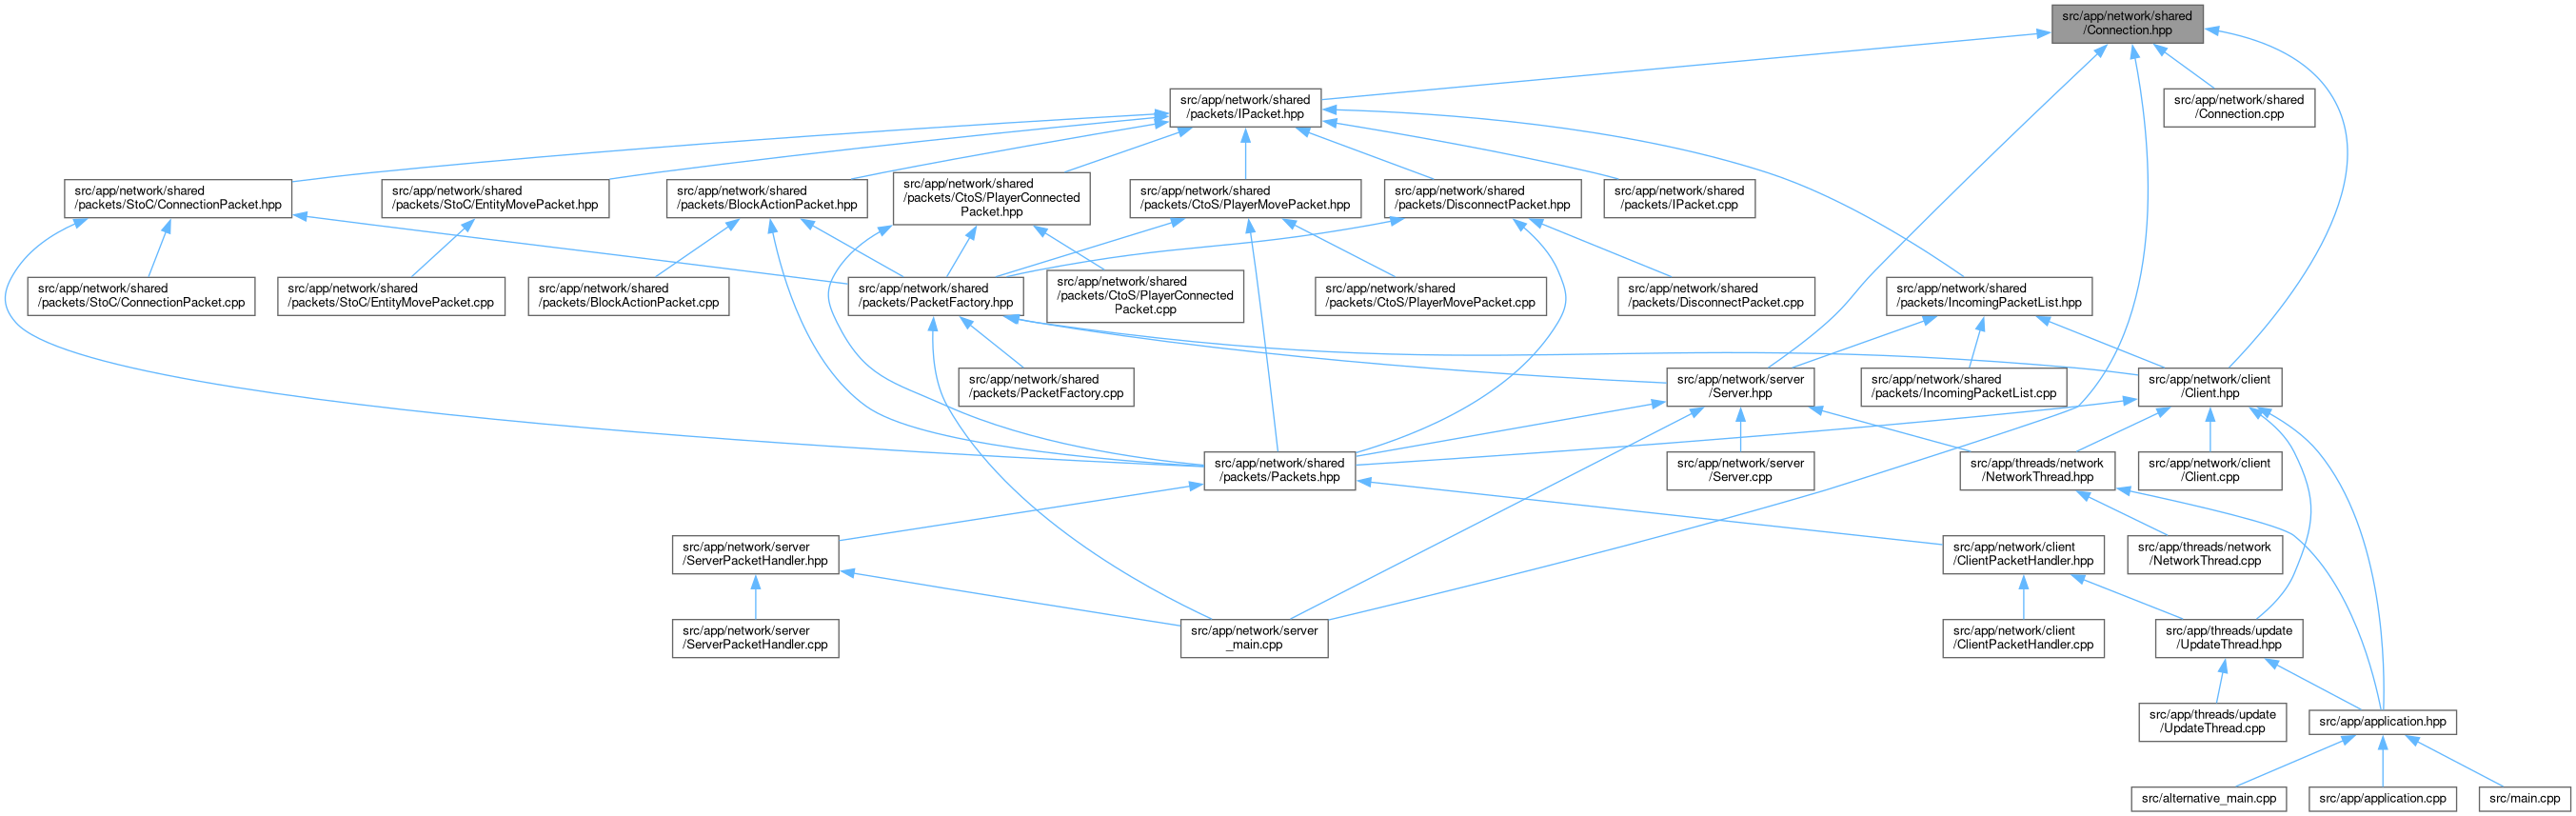 src/app/network/shared
/Connection.hpp
src/app/network/shared
/packets/IPacket.hpp
src/app/network/shared
/Connection.cpp
src/app/network/shared
/packets/StoC/ConnectionPacket.hpp
src/app/network/shared
/packets/StoC/EntityMovePacket.hpp
src/app/network/shared
/packets/BlockActionPacket.hpp
src/app/network/shared
/packets/CtoS/PlayerConnected
Packet.hpp
src/app/network/shared
/packets/CtoS/PlayerMovePacket.hpp
src/app/network/shared
/packets/DisconnectPacket.hpp
src/app/network/shared
/packets/IPacket.cpp
src/app/network/shared
/packets/StoC/ConnectionPacket.cpp
src/app/network/shared
/packets/StoC/EntityMovePacket.cpp
src/app/network/shared
/packets/BlockActionPacket.cpp
src/app/network/shared
/packets/PacketFactory.hpp
src/app/network/shared
/packets/CtoS/PlayerConnected
Packet.cpp
src/app/network/shared
/packets/CtoS/PlayerMovePacket.cpp
src/app/network/shared
/packets/DisconnectPacket.cpp
src/app/network/shared
/packets/IncomingPacketList.hpp
src/app/network/shared
/packets/PacketFactory.cpp
src/app/network/server
/Server.hpp
src/app/network/shared
/packets/IncomingPacketList.cpp
src/app/network/client
/Client.hpp
src/app/network/shared
/packets/Packets.hpp
src/app/network/server
/Server.cpp
src/app/threads/network
/NetworkThread.hpp
src/app/network/client
/Client.cpp
src/app/network/server
/ServerPacketHandler.hpp
src/app/network/client
/ClientPacketHandler.hpp
src/app/threads/network
/NetworkThread.cpp
src/app/network/server
/ServerPacketHandler.cpp
src/app/network/server
_main.cpp
src/app/network/client
/ClientPacketHandler.cpp
src/app/threads/update
/UpdateThread.hpp
src/app/threads/update
/UpdateThread.cpp
src/app/application.hpp
src/alternative_main.cpp
src/app/application.cpp
src/main.cpp